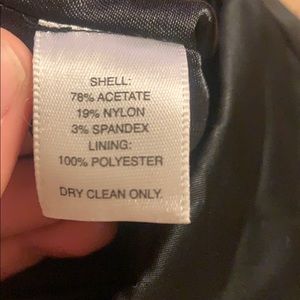 SHELL:
78% ACETATE
19% NYLON
3% SPANDEX
LINING:
100% POLYESTER
DRY CLEAN ONLY